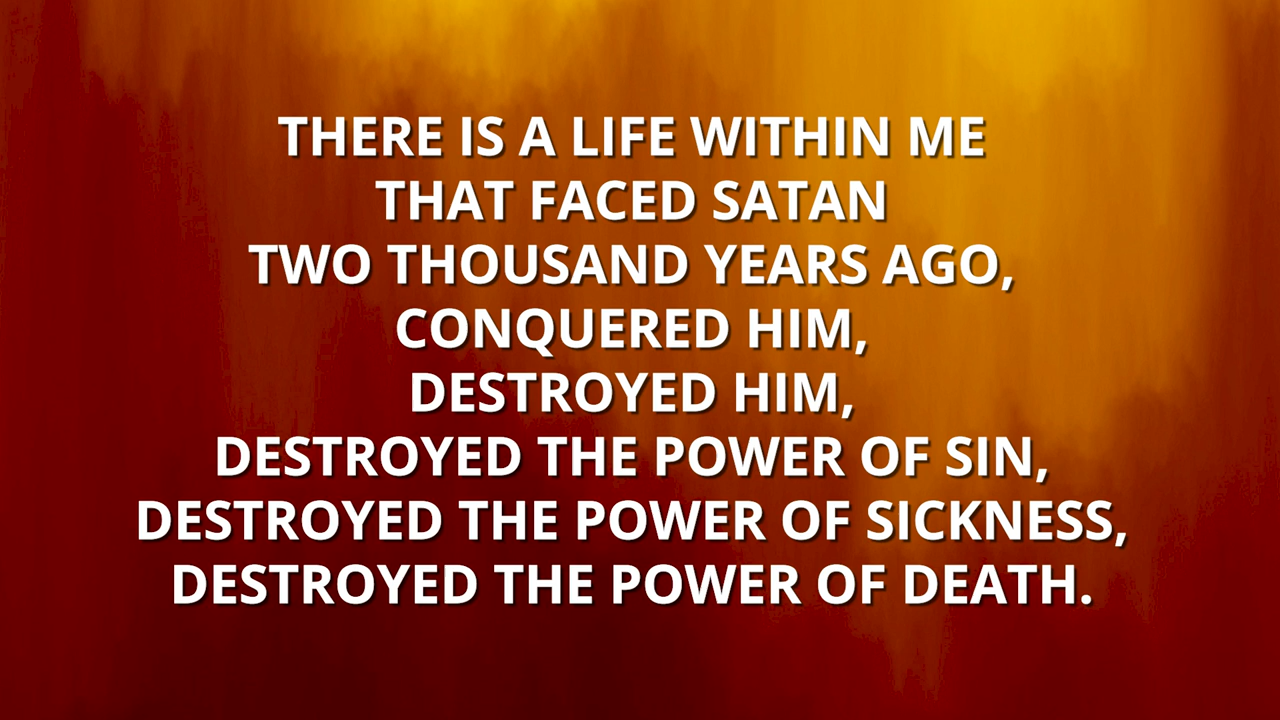 THERE IS A LIFE WITHIN ME
THAT FACED SATAN
TWO THOUSAND YEARS AGO,
CONQUERED HIM,
DESTROYED HIM,
DESTROYED THE POWER OF SIN,
DESTROYED THE POWER OF SICKNESS,
DESTROYED THE POWER OF DEATH.